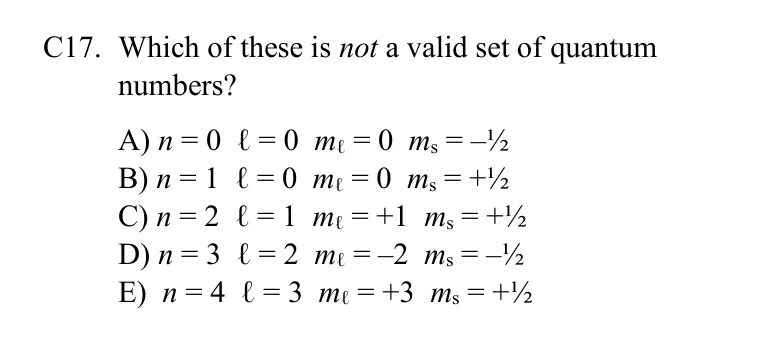 C17. Which of these is not a valid set of quantum
numbers?
A) n = 0 ℓ = 0 mℓ = 0 ms = –½
B) n = 1 ℓ = 0 mℓ = 0 ms = +½
C) n = 2 ℓ = 1 mℓ = +1 ms = +½
D) n = 3 ℓ = 2 mℓ = –2 ms = –½
E) n = 4 ℓ = 3 mℓ = +3 ms = +½